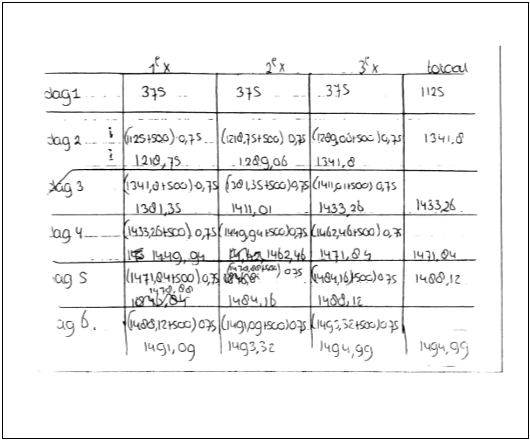 1e x 2e x 3e x totaal
dag 1 375 375 375 1125
dag 2 (1125+500) 0,75 (1218,75+500) 0,75 (1289,06+500) 0,75 1341,8
1218,75 1289,06 1341,8
dag 3 (1341,8+500) 0,75 (1381,35+500) 0,75 (1411,01+500) 0,75
1381,35 1411,01 1433,26 1433,26
dag 4 (1433,26+500) 0,75 (1449,94+500) 0,75 (1462,46+500) 0,75
1449,94 1462,46 1471,84 1471,84
ag 5 (1471,84+500) 0,75 (1478,88+500) 0,75 (1484,16+500) 0,75 1488,12
1478,88 1484,16 1488,12
ag 6. (1488,12+500) 0,75 (1491,09+500) 0,75 (1493,32+500) 0,75
1491,09 1493,32 1494,99 1494,99